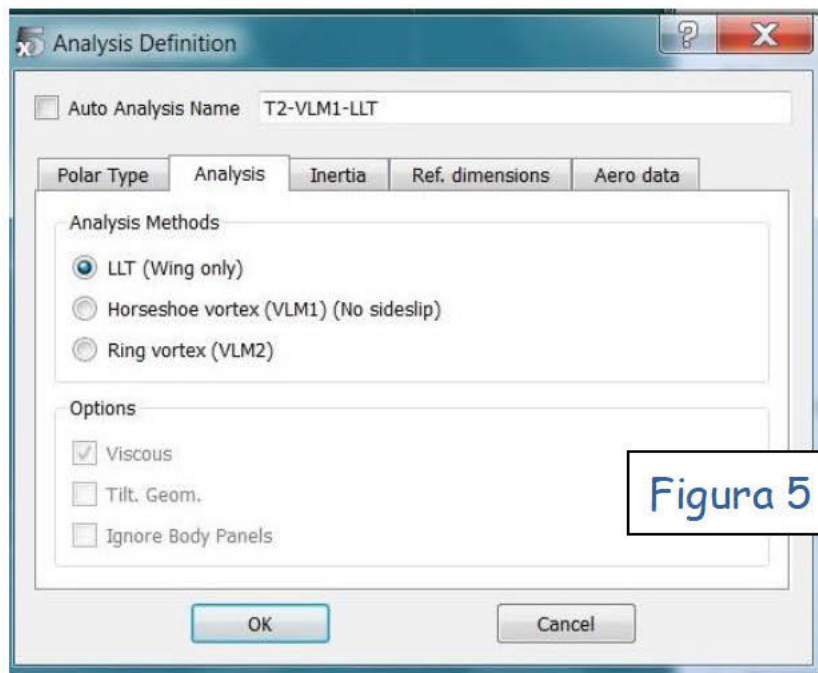 Analysis Definition
Auto Analysis Name T2-VLM1-LLT
Polar Type Analysis Inertia Ref. dimensions Aero data
Analysis Methods
LLT (Wing only)
Horseshoe vortex (VLM1) (No sideslip)
Ring vortex (VLM2)
Options
Viscous
Tilt. Geom.
Ignore Body Panels
Figura 5
OK Cancel